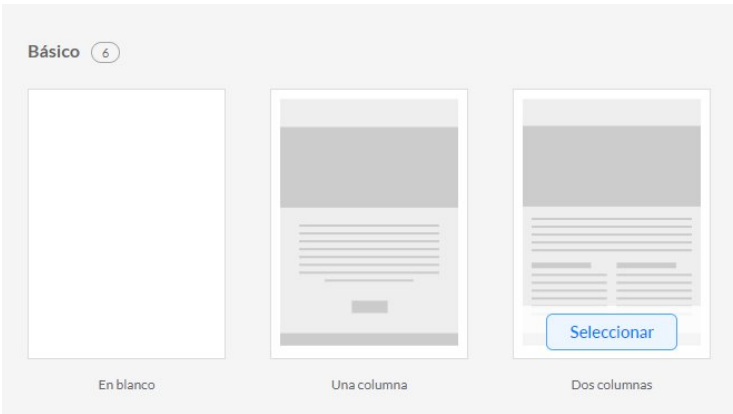 Básico 6
Seleccionar
En blanco
Una columna
Dos columnas